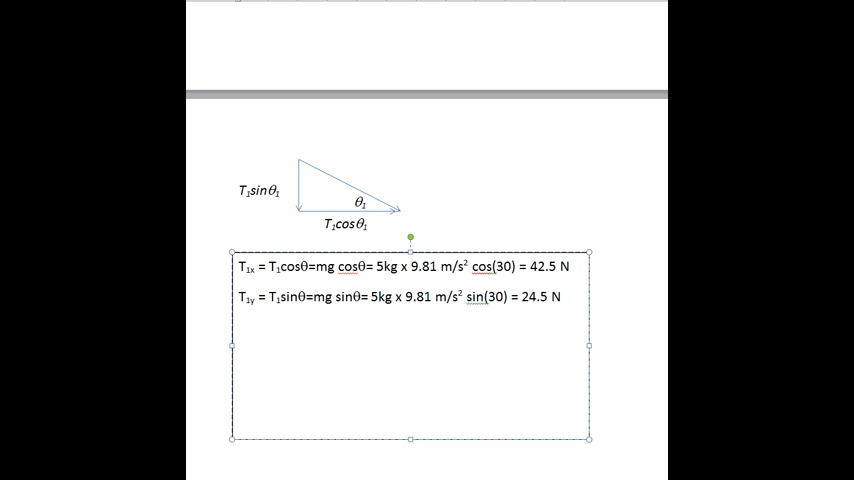 T₁sinθ₁
θ₁
T₁cosθ₁
T₁ₓ = T₁cosθ=mg cosθ= 5kg x 9.81 m/s² cos(30) = 42.5 N
T₁ᵧ = T₁sinθ=mg sinθ= 5kg x 9.81 m/s² sin(30) = 24.5 N